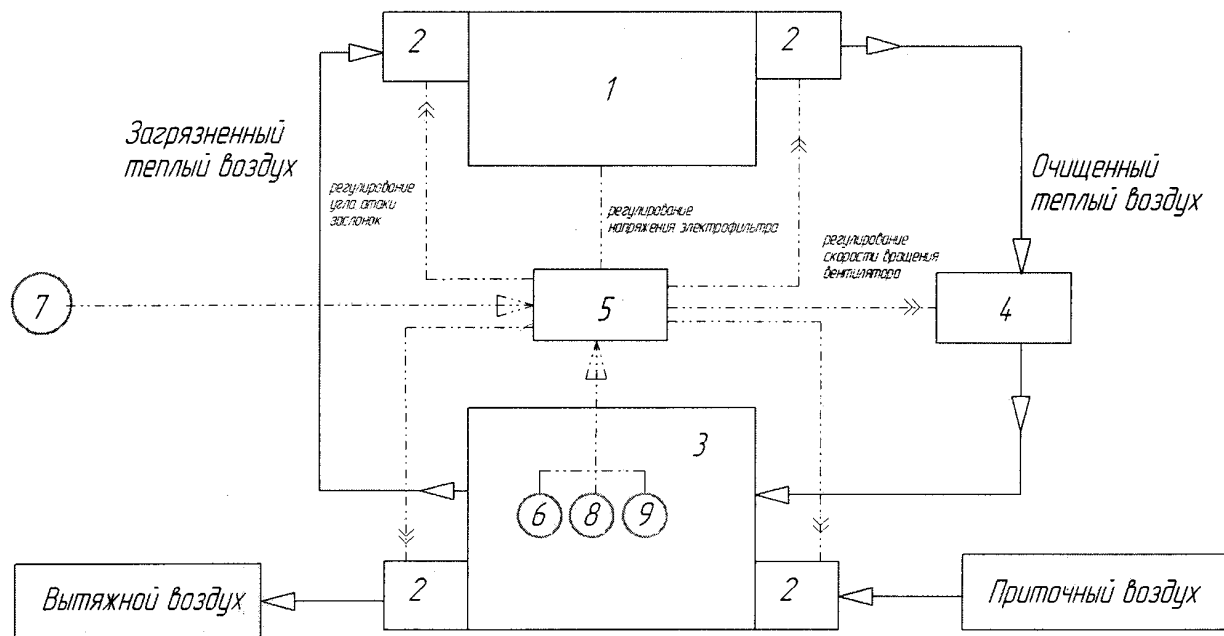 2
2
1
Загрязненный
теплый воздух
Очищенный
теплый воздух
регулирование
угла атаки
заслонок
регулирование
напряжения электрофильтра
регулирование
скорости вращения
вентилятора
7
5
4
3
6
8
9
2
2
Вытяжной воздух
Приточный воздух